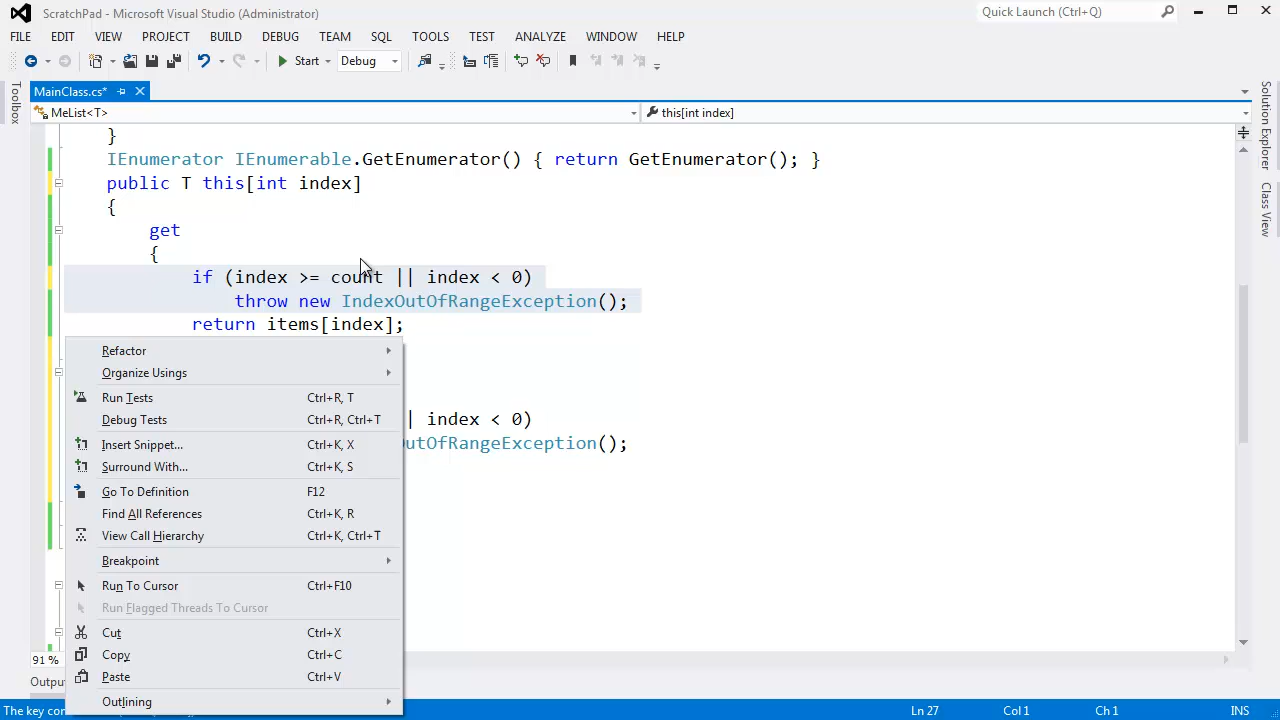 ScratchPad - Microsoft Visual Studio (Administrator)
Quick Launch (Ctrl+Q)
FILE EDIT VIEW PROJECT BUILD DEBUG TEAM SQL TOOLS TEST ANALYZE WINDOW HELP
Start Debug
Toolbox
MainClass.cs*
MeList<T> this[int index]
Solution Explorer
Class View
}
IEnumerator IEnumerable.GetEnumerator() { return GetEnumerator(); }
public T this[int index]
{
get
{
if (index >= count || index < 0)
throw new IndexOutOfRangeException();
return items[index];
| index < 0)
OutOfRangeException();
Refactor
Organize Usings
Run Tests Ctrl+R, T
Debug Tests Ctrl+R, Ctrl+T
Insert Snippet... Ctrl+K, X
Surround With... Ctrl+K, S
Go To Definition F12
Find All References Ctrl+K, R
View Call Hierarchy Ctrl+K, Ctrl+T
Breakpoint
Run To Cursor Ctrl+F10
Run Flagged Threads To Cursor
Cut Ctrl+X
Copy Ctrl+C
Paste Ctrl+V
Outlining
91 %
Outpu
The key con
Ln 27 Col 1 Ch 1 INS